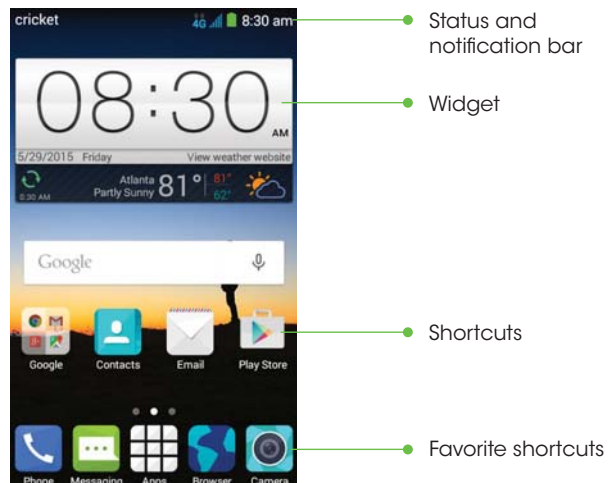 cricket 4G 8:30 am
Status and
notification bar
08:30 AM
Widget
5/29/2015 Friday View weather website
Atlanta 81° 81°
8:30 AM Partly Sunny 62°
Google
Shortcuts
Google Contacts Email Play Store
Favorite shortcuts
Phone Messaging Apps Browser Camera